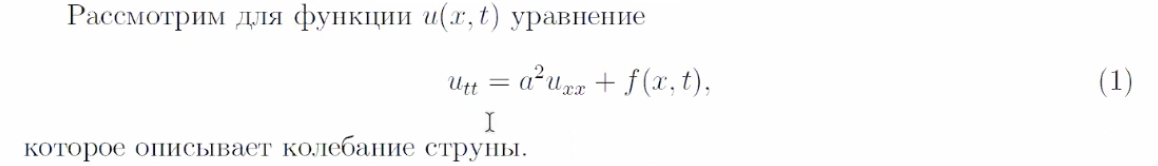 Рассмотрим для функции u(x, t) уравнение
u_{tt} = a^2 u_{xx} + f(x, t), (1)
которое описывает колебание струны.